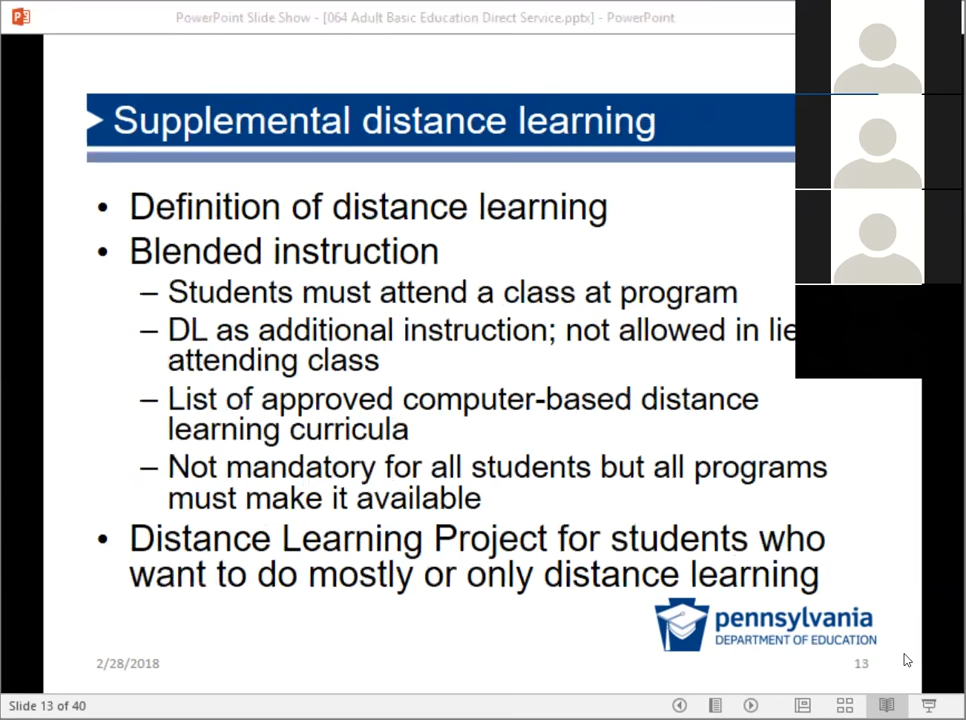 PowerPoint Slide Show - [064 Adult Basic Education Direct Service.pptx] - PowerPoint
Supplemental distance learning
• Definition of distance learning
• Blended instruction
– Students must attend a class at program
– DL as additional instruction; not allowed in lie
attending class
– List of approved computer-based distance
learning curricula
– Not mandatory for all students but all programs
must make it available
• Distance Learning Project for students who
want to do mostly or only distance learning
pennsylvania
DEPARTMENT OF EDUCATION
2/28/2018
13
Slide 13 of 40